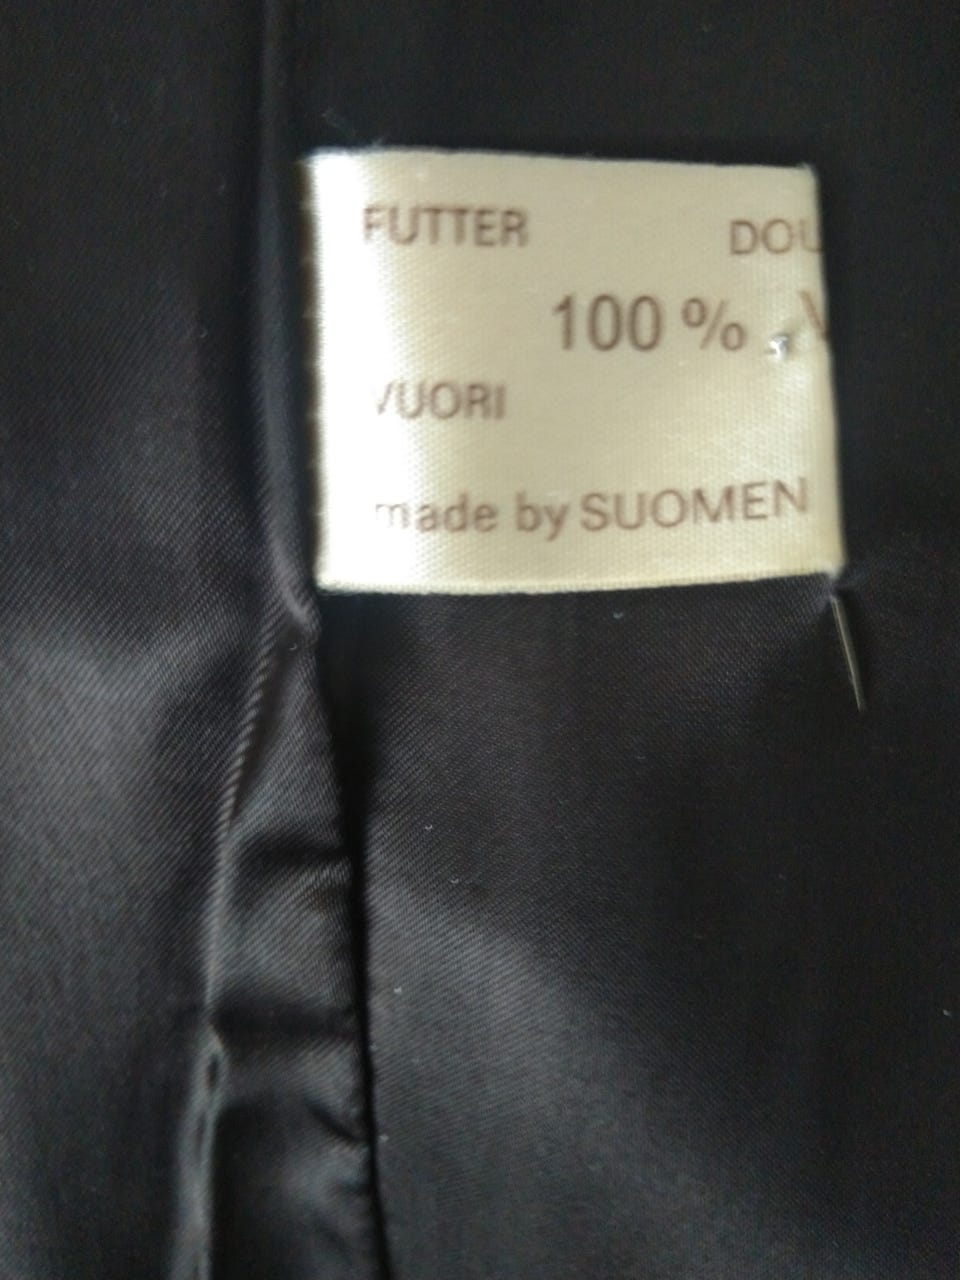 FUTTER DOU
100 % V
VUORI
made by SUOMEN